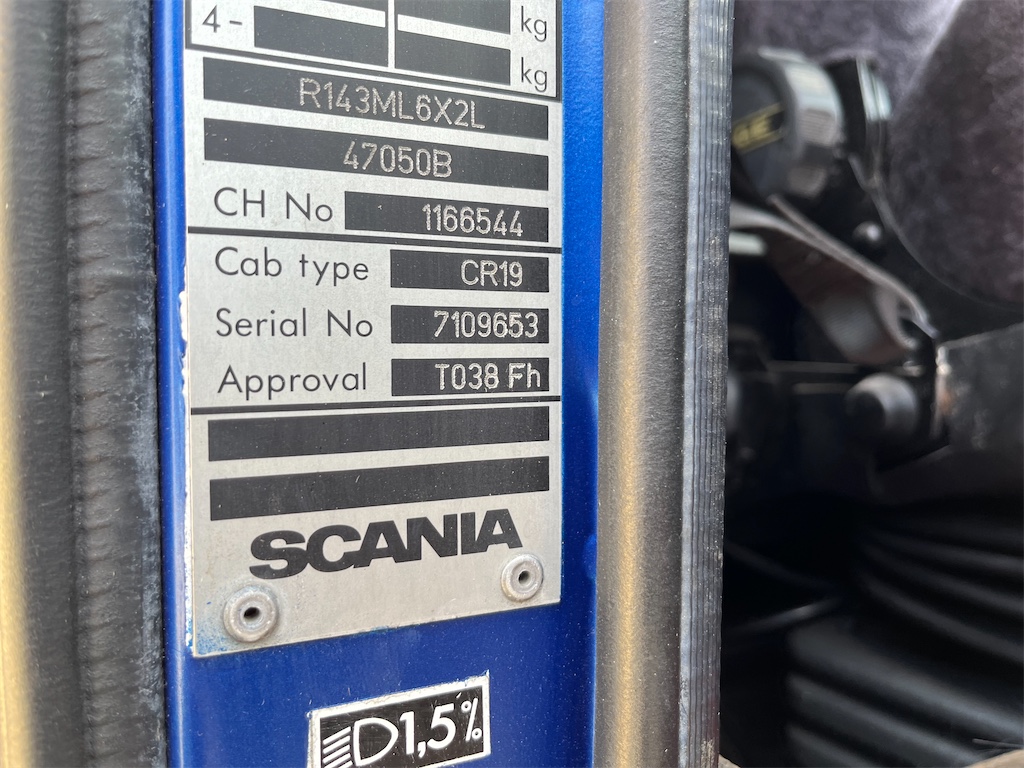 4- kg
kg
R143ML6X2L
47050B
CH No 1166544
Cab type CR19
Serial No 7109653
Approval T038 Fh
SCANIA
1,5%